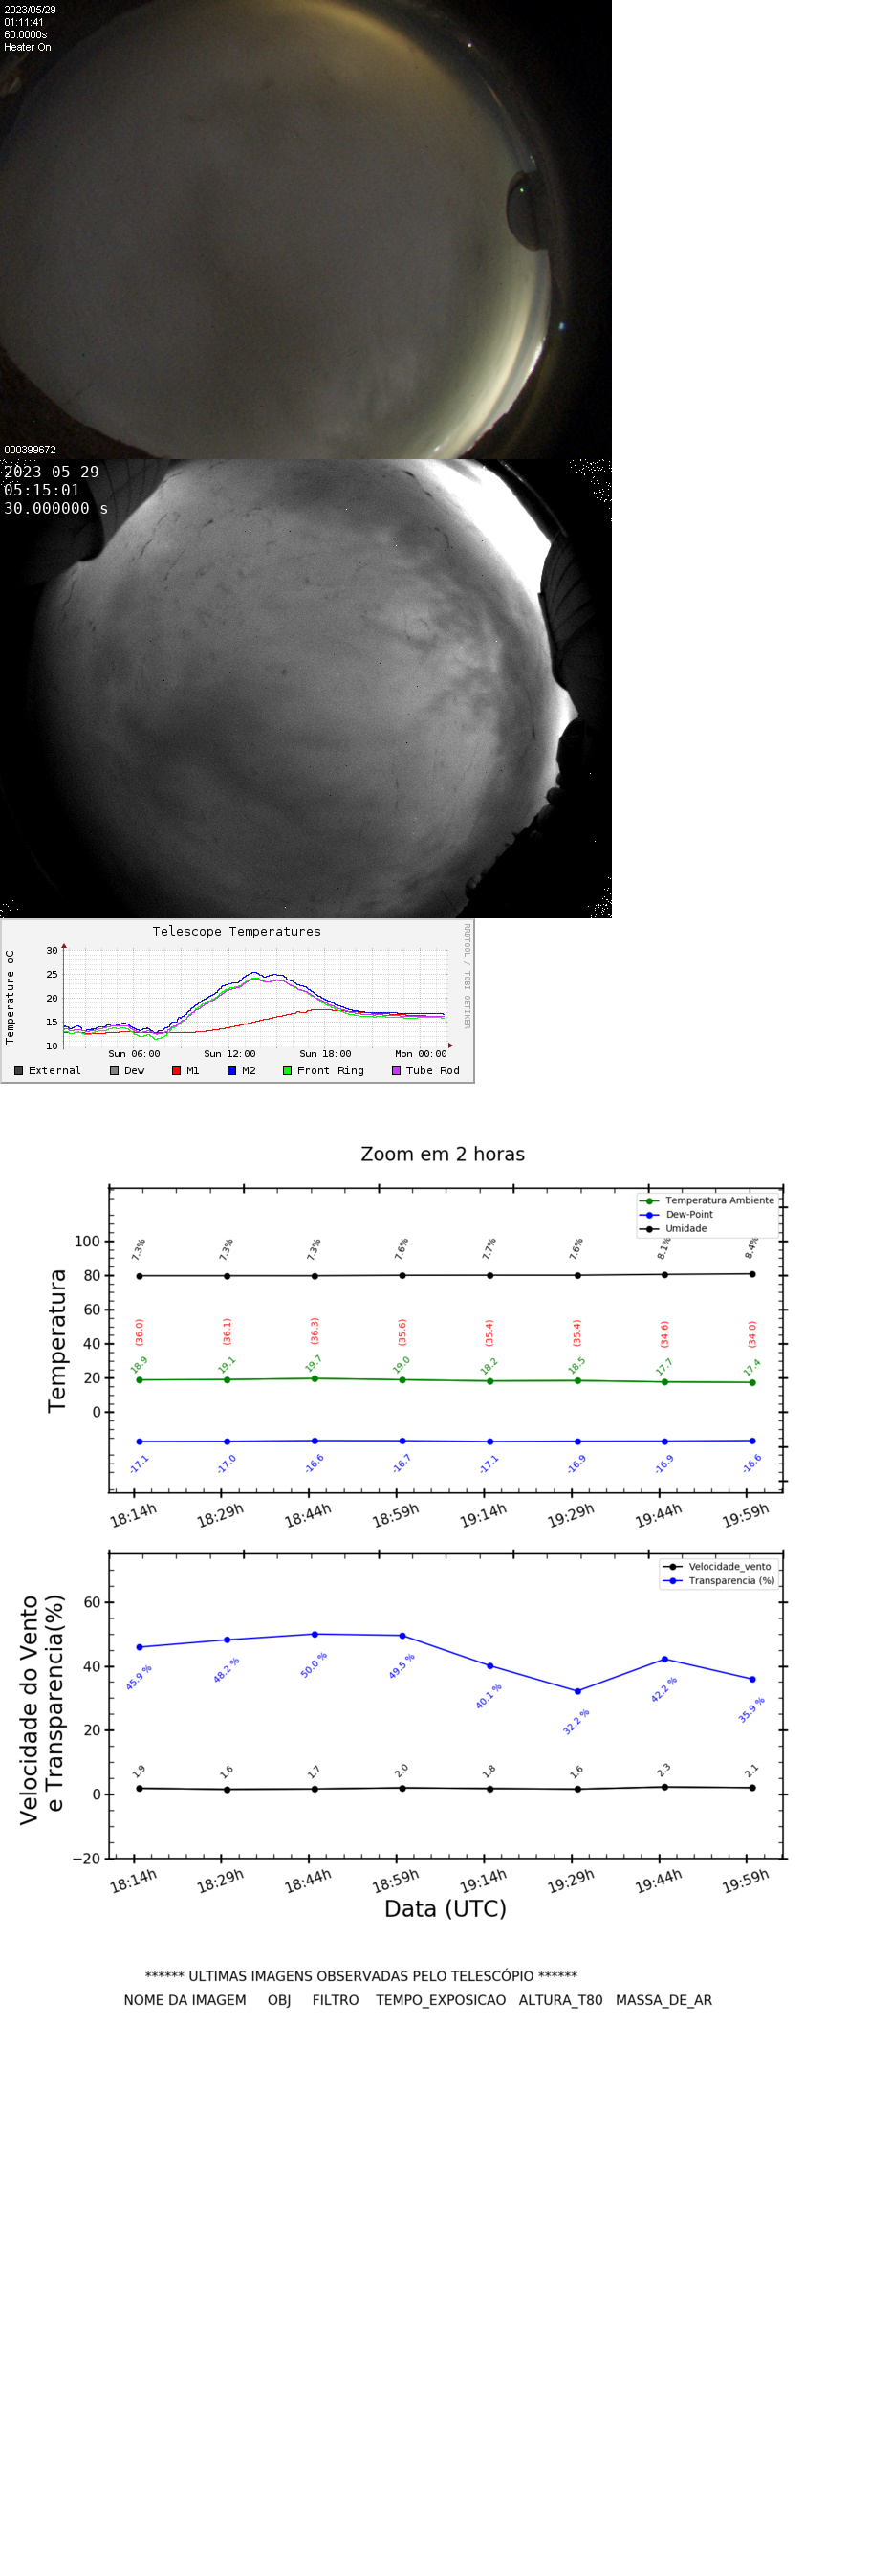 2023/05/29
01:11:41
60.0000s
Heater On
000399672
2023-05-29
05:15:01
30.000000 s
Telescope Temperatures
RRDTOOL / TOBI OETIKER
Temperature oC
30
25
20
15
10
Sun 06:00 Sun 12:00 Sun 18:00 Mon 00:00
External Dew M1 M2 Front Ring Tube Rod
Zoom em 2 horas
Temperatura Ambiente
Dew-Point
Umidade
Temperatura
100
80
60
40
20
0
7.3% 7.3% 7.3% 7.6% 7.7% 7.6% 8.1% 8.4%
(36.0) (36.1) (36.3) (35.6) (35.4) (35.4) (34.6) (34.0)
18.9 19.1 19.7 19.0 18.2 18.5 17.7 17.4
-17.1 -17.0 -16.6 -16.7 -17.1 -16.9 -16.9 -16.6
18:14h 18:29h 18:44h 18:59h 19:14h 19:29h 19:44h 19:59h
Velocidade_vento
Transparencia (%)
Velocidade do Vento
e Transparencia(%)
60
40
20
0
−20
45.9 % 48.2 % 50.0 % 49.5 % 40.1 % 32.2 % 42.2 % 35.9 %
1.9 1.6 1.7 2.0 1.8 1.6 2.3 2.1
18:14h 18:29h 18:44h 18:59h 19:14h 19:29h 19:44h 19:59h
Data (UTC)
****** ULTIMAS IMAGENS OBSERVADAS PELO TELESCÓPIO ******
NOME DA IMAGEM OBJ FILTRO TEMPO_EXPOSICAO ALTURA_T80 MASSA_DE_AR